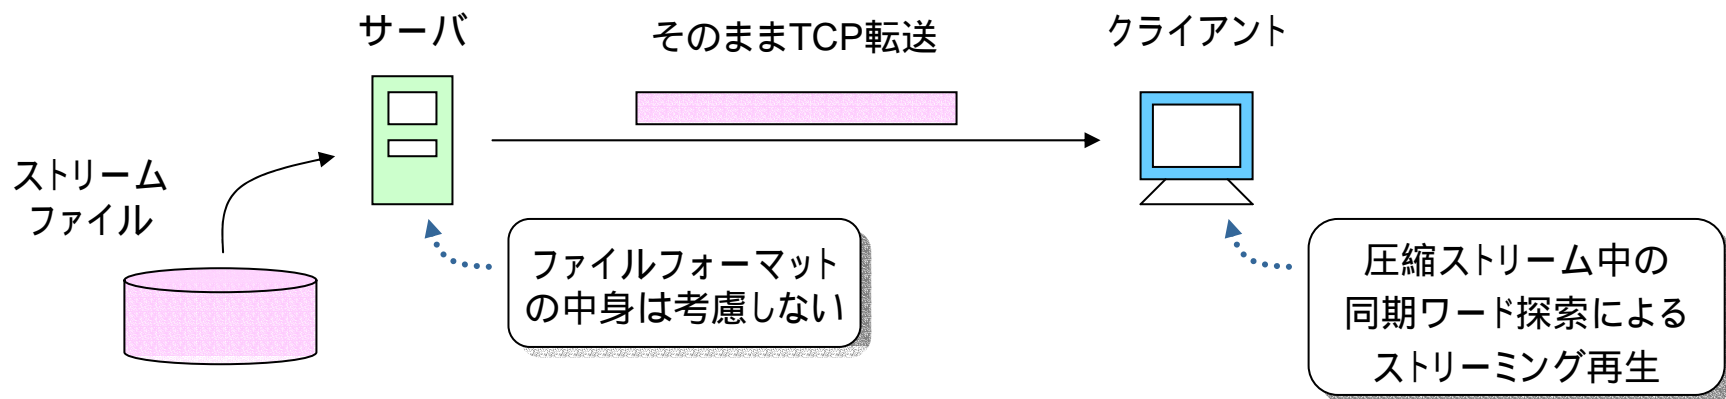 サーバ
そのままTCP転送
クライアント
ストリーム
ファイル
ファイルフォーマット
の中身は考慮しない
圧縮ストリーム中の
同期ワード探索による
ストリーミング再生